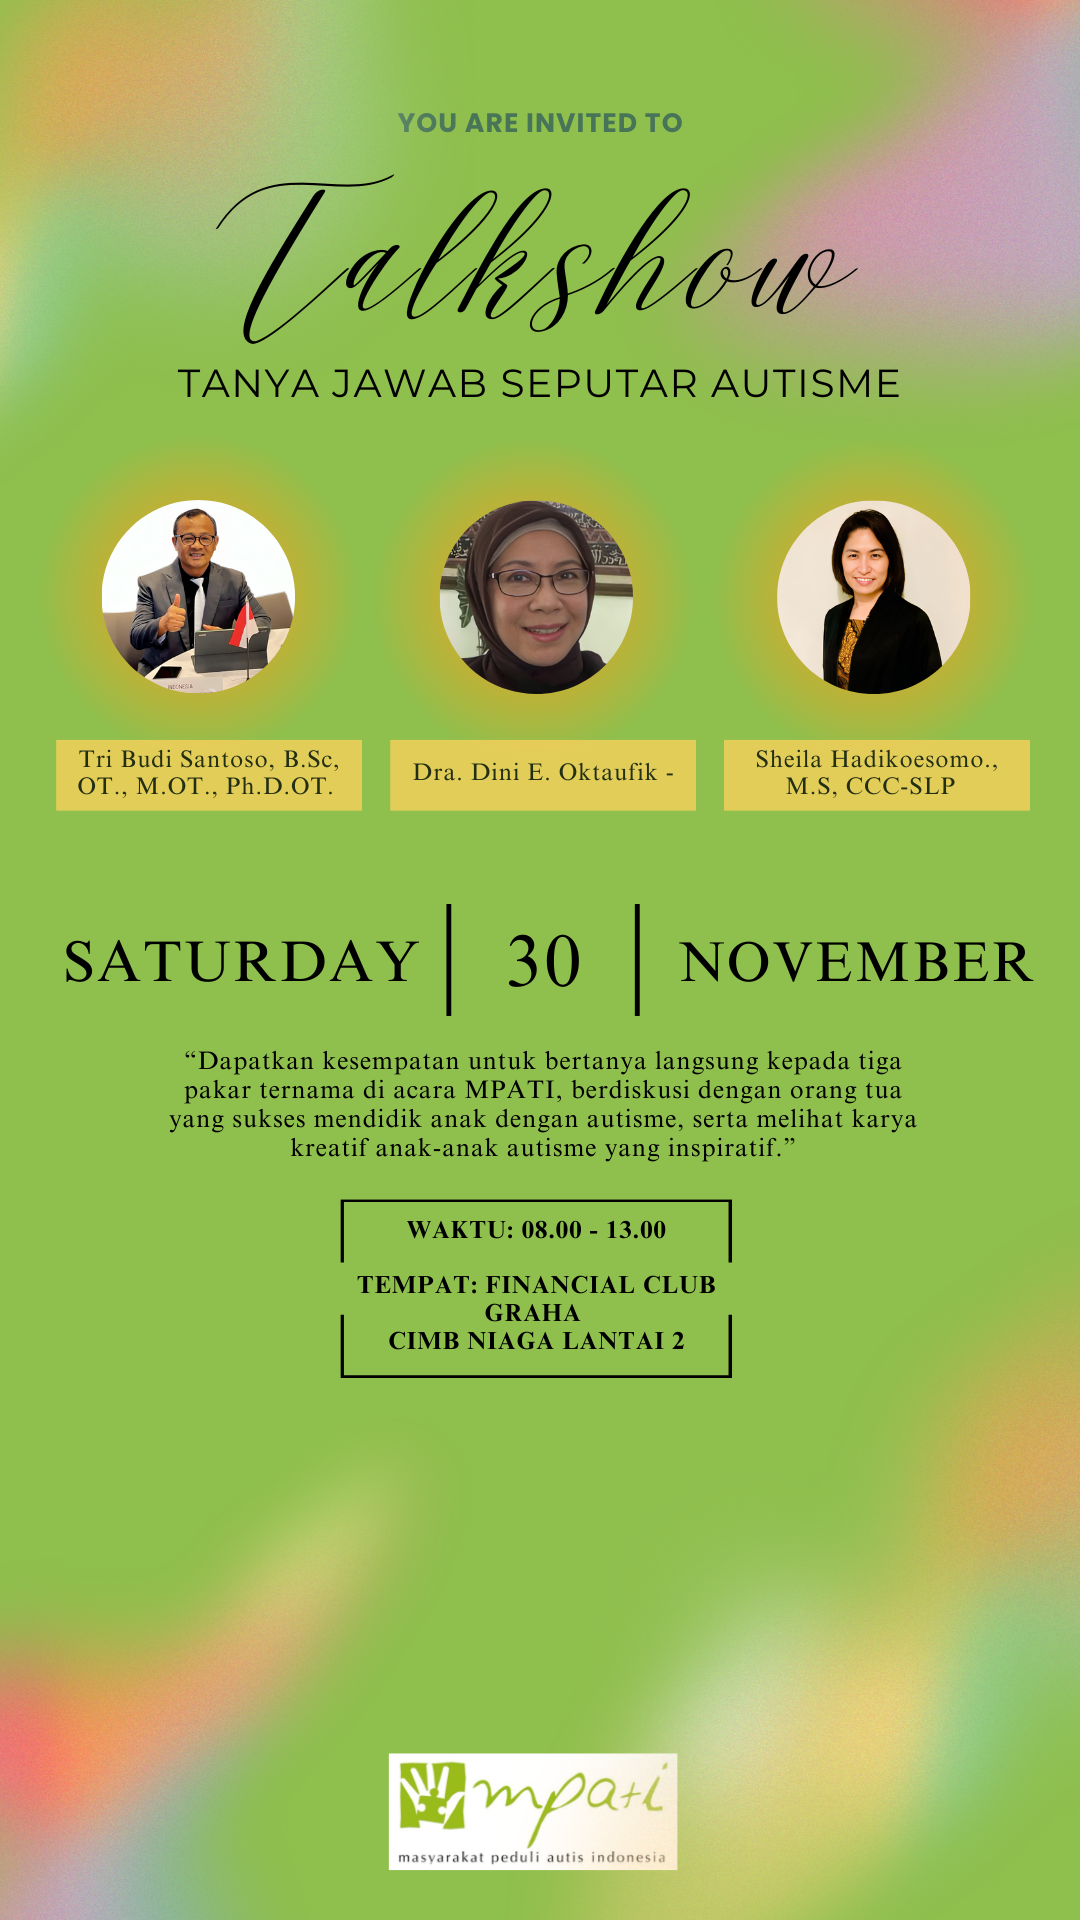 YOU ARE INVITED TO
Talkshow
TANYA JAWAB SEPUTAR AUTISME
INDONESIA
Tri Budi Santoso, B.Sc,
OT., M.OT., Ph.D.OT.
Dra. Dini E. Oktaufik -
Sheila Hadikoesomo.,
M.S, CCC-SLP
SATURDAY
30
NOVEMBER
“Dapatkan kesempatan untuk bertanya langsung kepada tiga
pakar ternama di acara MPATI, berdiskusi dengan orang tua
yang sukses mendidik anak dengan autisme, serta melihat karya
kreatif anak-anak autisme yang inspiratif.”
WAKTU: 08.00 - 13.00
TEMPAT: FINANCIAL CLUB
GRAHA
CIMB NIAGA LANTAI 2
mpati
masyarakat peduli autis indonesia